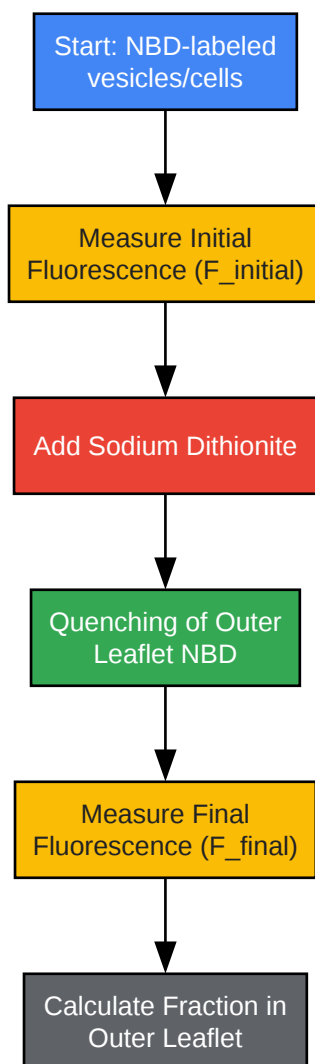 Start: NBD-labeled
vesicles/cells
Measure Initial
Fluorescence (F_initial)
Add Sodium Dithionite
Quenching of Outer
Leaflet NBD
Measure Final
Fluorescence (F_final)
Calculate Fraction in
Outer Leaflet